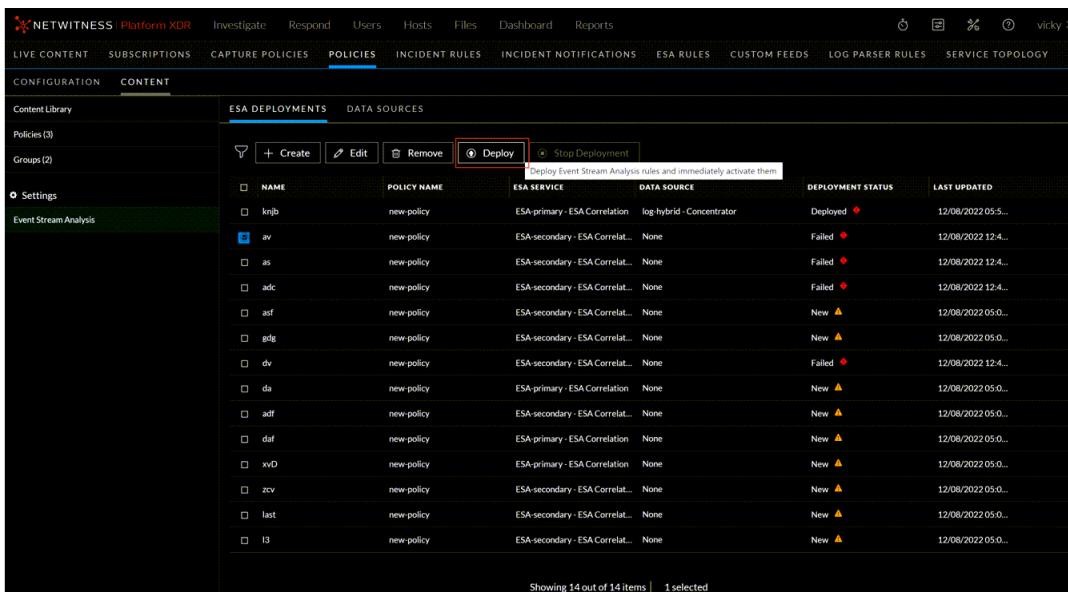 NETWITNESS Platform XDR Investigate Respond Users Hosts Files Dashboard Reports vicky
LIVE CONTENT SUBSCRIPTIONS CAPTURE POLICIES POLICIES INCIDENT RULES INCIDENT NOTIFICATIONS ESA RULES CUSTOM FEEDS LOG PARSER RULES SERVICE TOPOLOGY
CONFIGURATION CONTENT
Content Library
Policies (3)
Groups (2)
Settings
Event Stream Analysis
ESA DEPLOYMENTS DATA SOURCES
+ Create Edit Remove Deploy Stop Deployment
Deploy Event Stream Analysis rules and immediately activate them
NAME POLICY NAME ESA SERVICE DATA SOURCE DEPLOYMENT STATUS LAST UPDATED
knjb new-policy ESA-primary - ESA Correlation log-hybrid - Concentrator Deployed 12/08/2022 05:5...
av new-policy ESA-secondary - ESA Correlat... None Failed 12/08/2022 12:4...
as new-policy ESA-secondary - ESA Correlat... None Failed 12/08/2022 12:4...
adc new-policy ESA-secondary - ESA Correlat... None Failed 12/08/2022 12:4...
asf new-policy ESA-secondary - ESA Correlat... None New 12/08/2022 05:0...
gdg new-policy ESA-secondary - ESA Correlat... None New 12/08/2022 05:0...
dv new-policy ESA-secondary - ESA Correlat... None Failed 12/08/2022 12:4...
da new-policy ESA-primary - ESA Correlation None New 12/08/2022 05:0...
adf new-policy ESA-secondary - ESA Correlat... None New 12/08/2022 05:0...
daf new-policy ESA-primary - ESA Correlation None New 12/08/2022 05:0...
xvD new-policy ESA-primary - ESA Correlation None New 12/08/2022 05:0...
zcv new-policy ESA-secondary - ESA Correlat... None New 12/08/2022 05:0...
last new-policy ESA-secondary - ESA Correlat... None New 12/08/2022 05:0...
l3 new-policy ESA-secondary - ESA Correlat... None New 12/08/2022 05:0...
Showing 14 out of 14 items | 1 selected